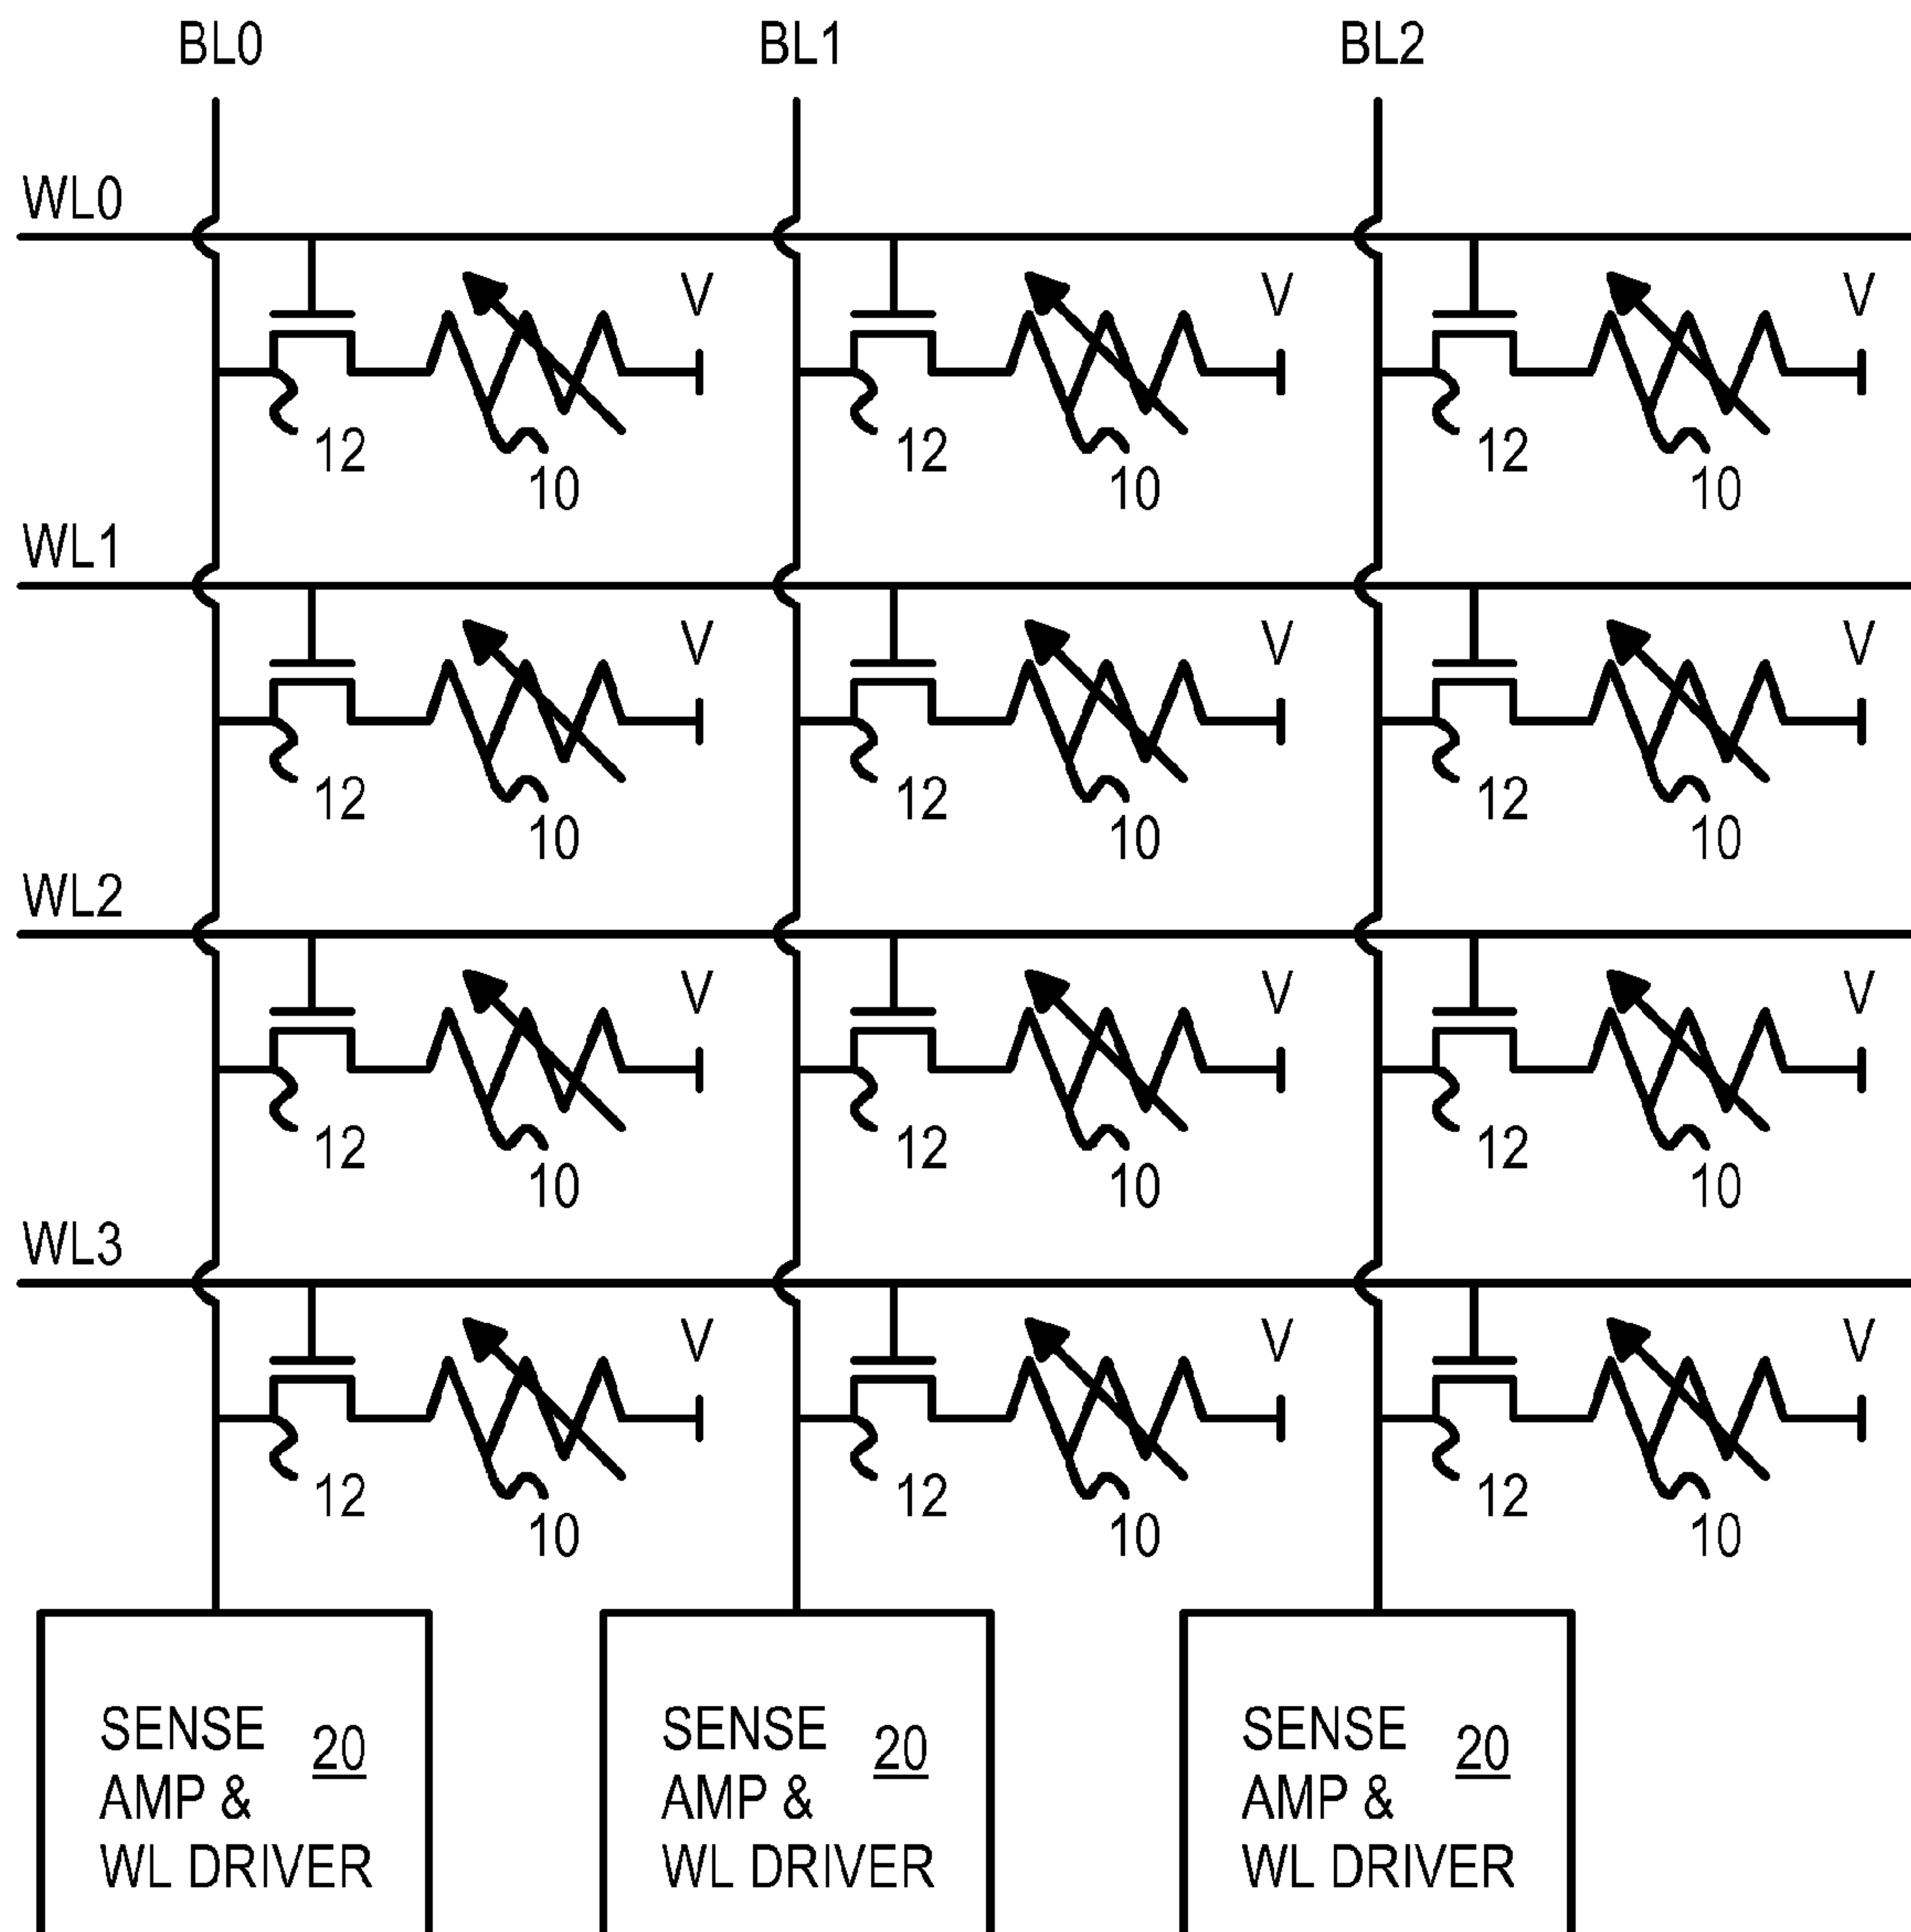 BL0 BL1 BL2
WL0
V V V
12 12 12
10 10 10
WL1
V V V
12 12 12
10 10 10
WL2
V V V
12 12 12
10 10 10
WL3
V V V
12 12 12
10 10 10
SENSE 20 SENSE 20 SENSE 20
AMP & AMP & AMP &
WL DRIVER WL DRIVER WL DRIVER